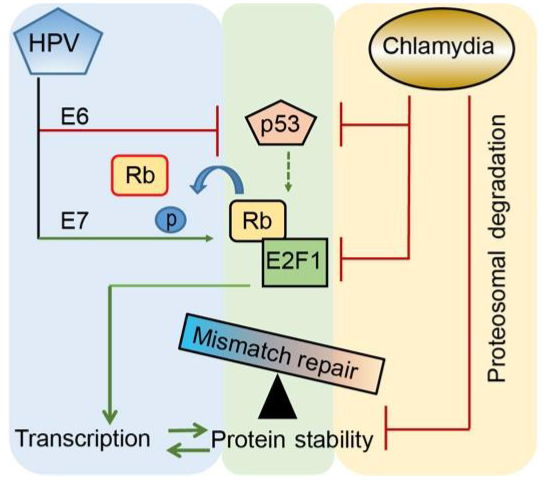 HPV
Chlamydia
E6
p53
Rb
E7
p
Rb
E2F1
Proteosomal degradation
Mismatch repair
Transcription
Protein stability